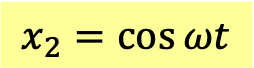 x₂ = cos ωt